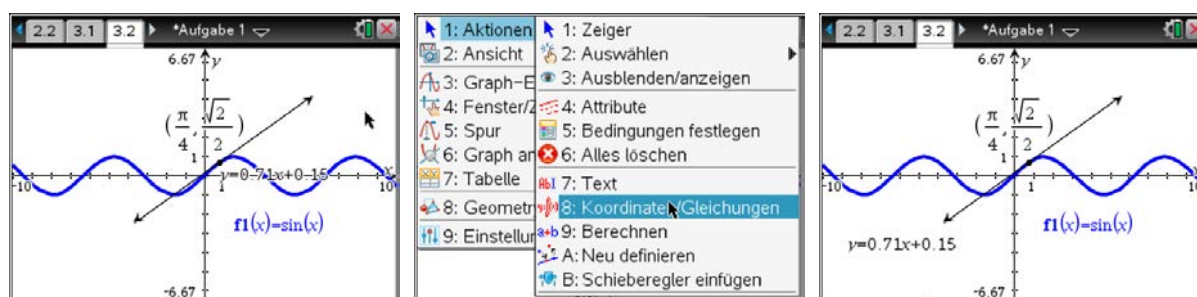 2.2 3.1 3.2 *Aufgabe 1
6.67 y
(π/4, √2/2)
1
y=0.71x+0.15
x
-10
1
10
f1(x)=sin(x)
-6.67
1: Aktionen
2: Ansicht
3: Graph-E
4: Fenster/Z
5: Spur
6: Graph an
7: Tabelle
8: Geometr
9: Einstellun
1: Zeiger
2: Auswählen
3: Ausblenden/anzeigen
4: Attribute
5: Bedingungen festlegen
6: Alles löschen
7: Text
8: Koordinaten/Gleichungen
9: Berechnen
A: Neu definieren
B: Schieberegler einfügen
2.2 3.1 3.2 *Aufgabe 1
6.67 y
(π/4, √2/2)
1
x
-10
1
10
f1(x)=sin(x)
y=0.71x+0.15
-6.67